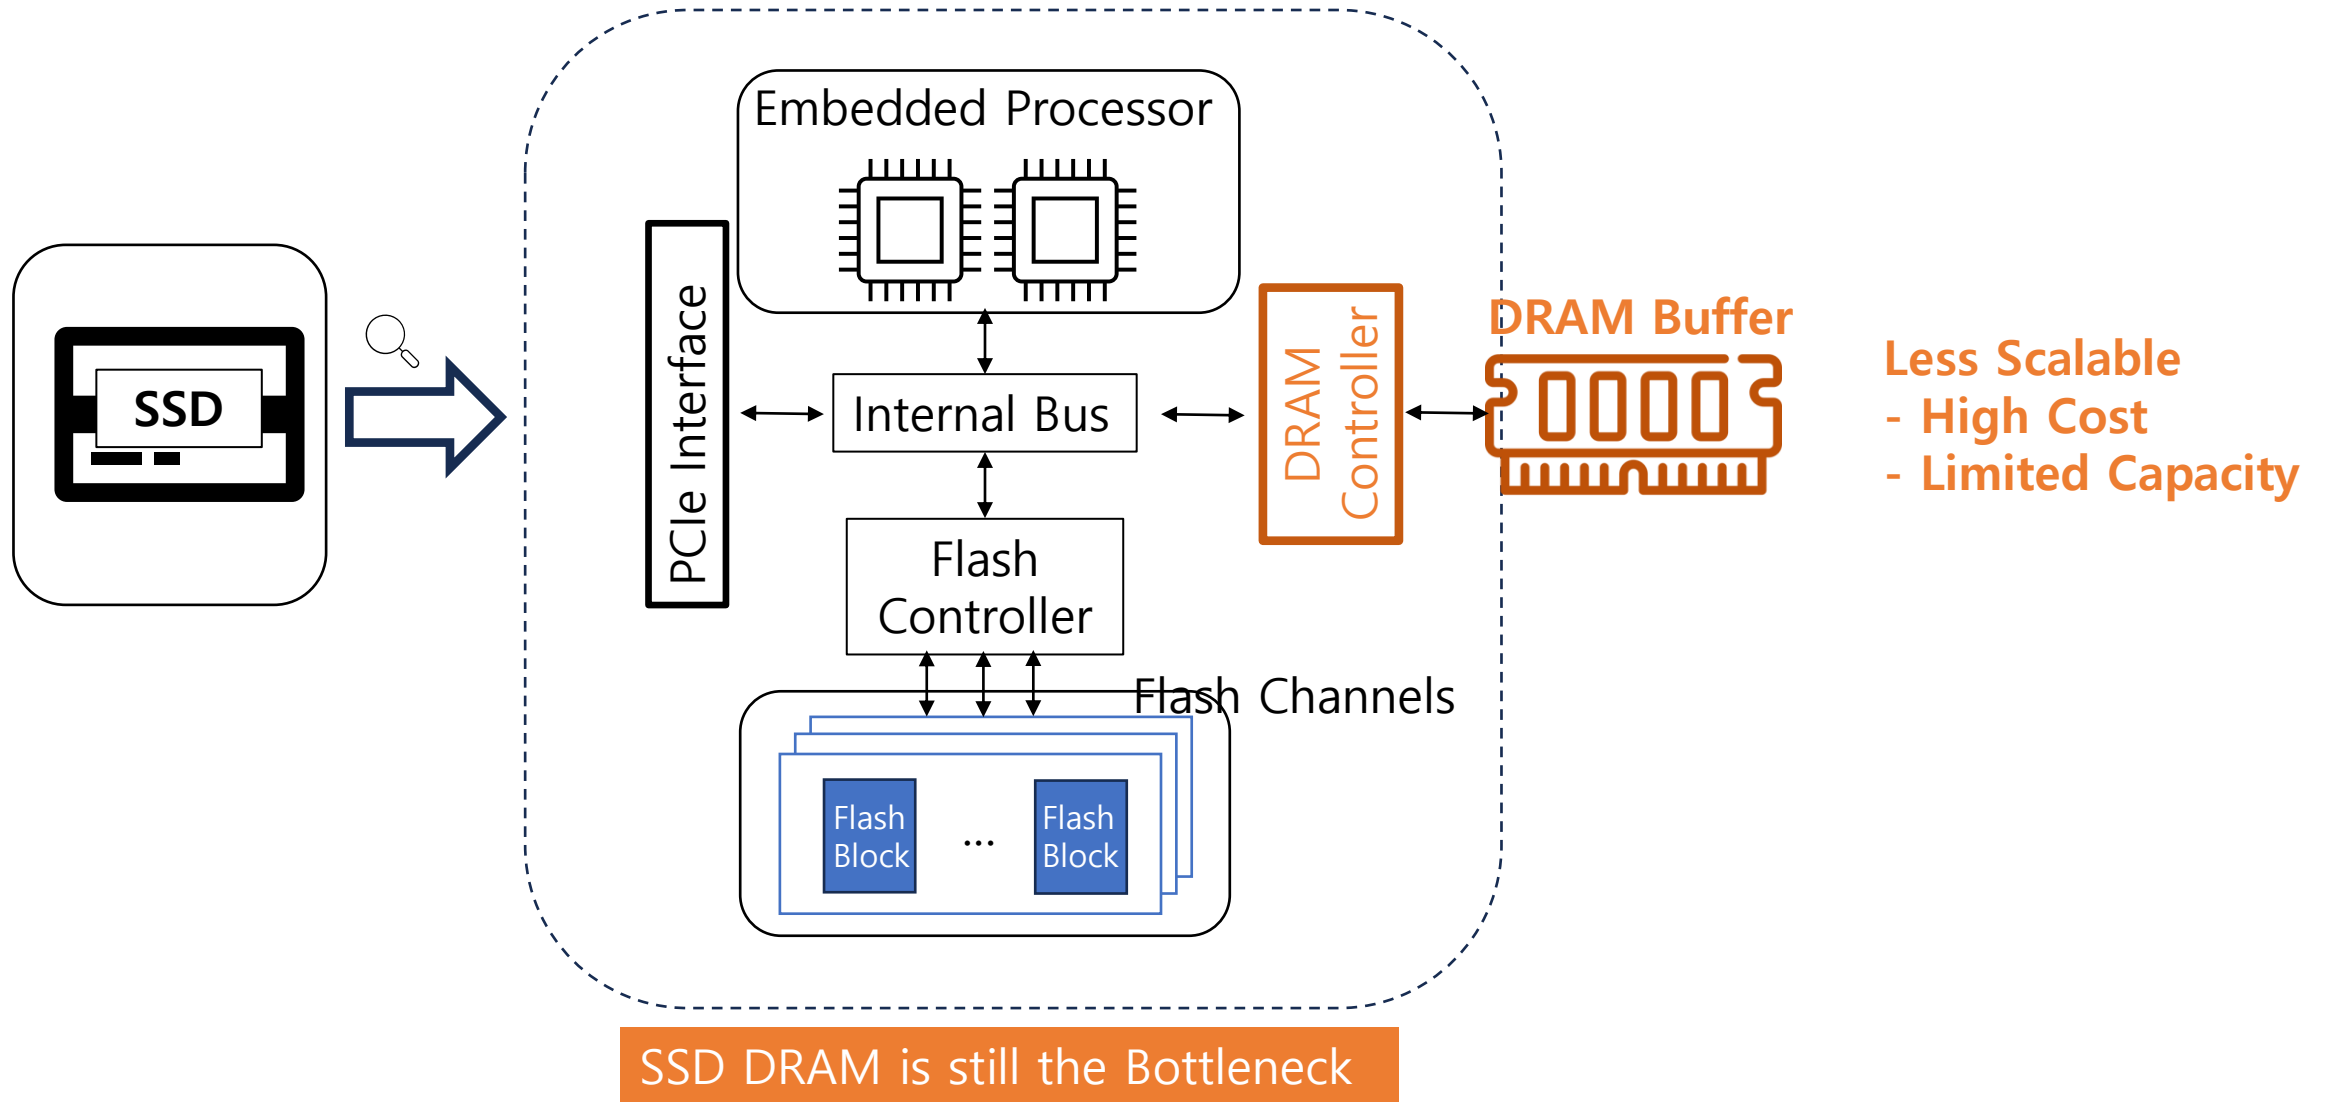 SSD
Embedded Processor
PCIe Interface
Internal Bus
DRAM
Controller
DRAM Buffer
Less Scalable
- High Cost
- Limited Capacity
Flash
Controller
Flash Channels
Flash
Block
...
Flash
Block
SSD DRAM is still the Bottleneck